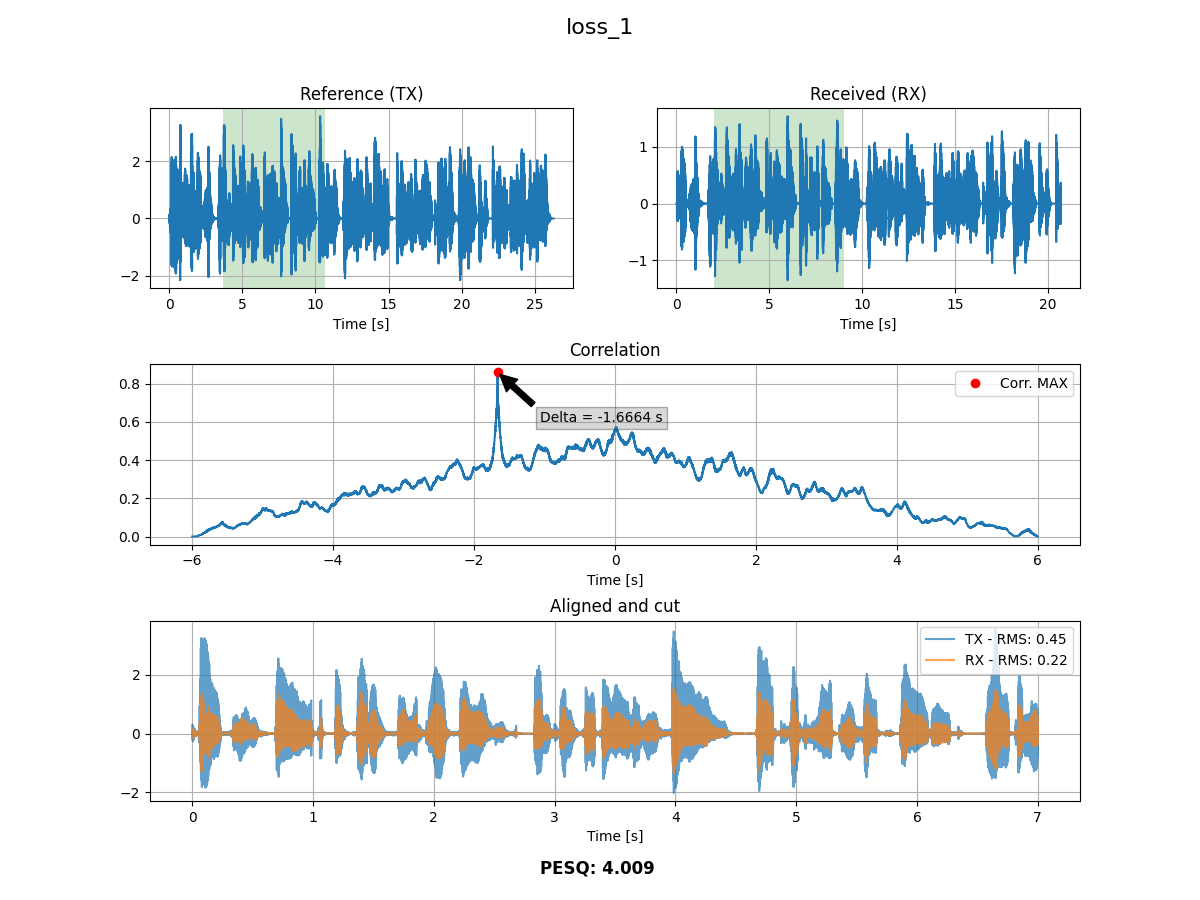 loss_1
Reference (TX)
2
0
−2
0 5 10 15 20 25
Time [s]
Received (RX)
1
0
−1
0 5 10 15 20
Time [s]
Correlation
0.8
0.6
0.4
0.2
0.0
Corr. MAX
Delta = -1.6664 s
−6 −4 −2 0 2 4 6
Time [s]
Aligned and cut
2
0
−2
TX - RMS: 0.45
RX - RMS: 0.22
0 1 2 3 4 5 6 7
Time [s]
PESQ: 4.009